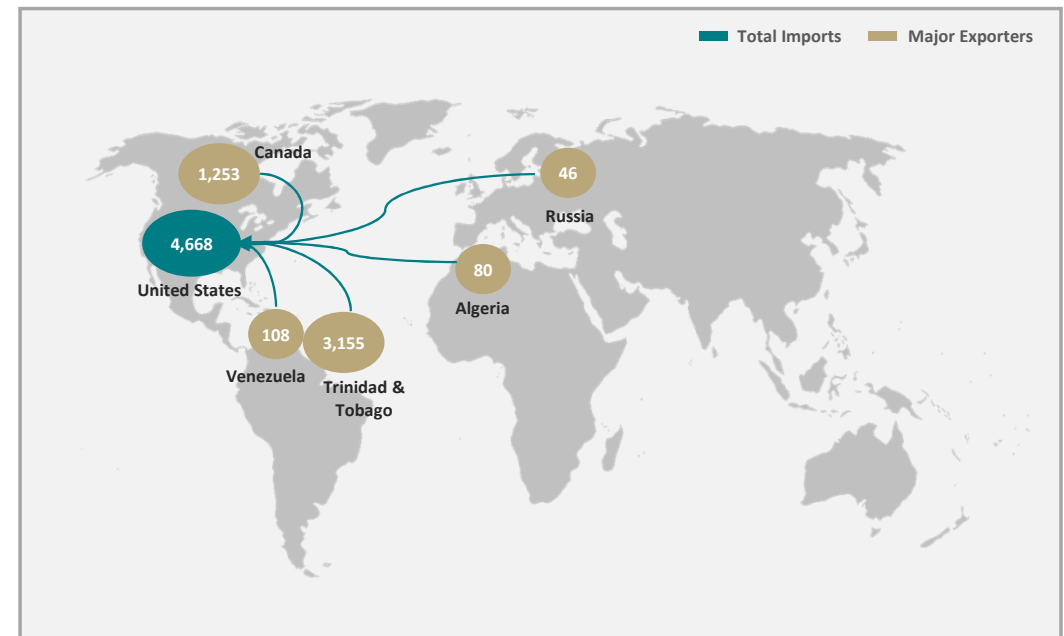 Total Imports
Major Exporters
Canada
1,253
46
Russia
4,668
United States
80
Algeria
108
Venezuela
3,155
Trinidad &
Tobago